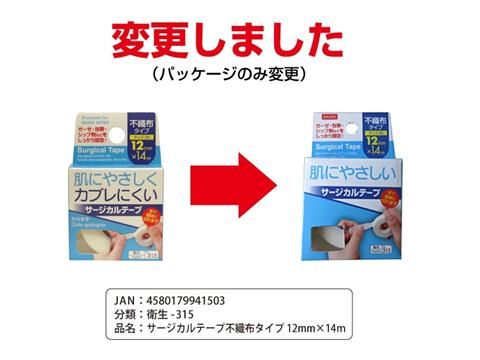 変更しました
（パッケージのみ変更）
ガーゼ・包帯・
シップ剤などを
しっかり固定！
不織布
タイプ
12mm
×14m
Surgical Tape
肌にやさしく
カブレにくい
サージカルテープ
Cinta quirúrgica
ガーゼ・包帯・
シップ剤などを
しっかり固定！
不織布
タイプ
12mm
×14m
Surgical Tape
肌にやさしい
サージカルテープ
JAN：4580179941503
分類：衛生-315
品名：サージカルテープ不織布タイプ 12mm×14m